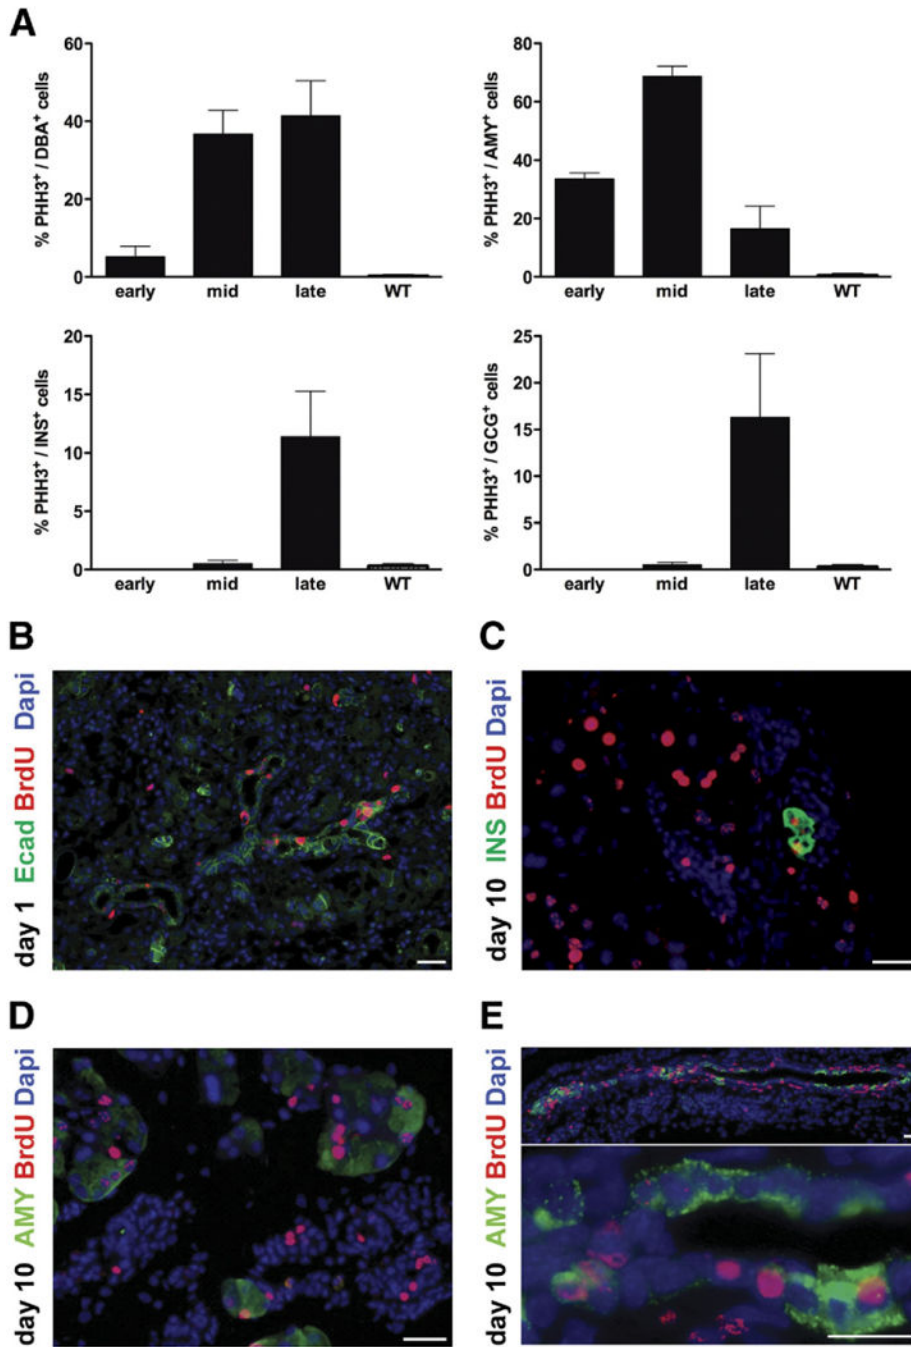 A
% PHH3+ / DBA+ cells
60
40
20
0
early mid late WT
% PHH3+ / AMY+ cells
80
60
40
20
0
early mid late WT
% PHH3+ / INS+ cells
20
15
10
5
0
early mid late WT
% PHH3+ / GCG+ cells
25
20
15
10
5
0
early mid late WT
B
day 1 Ecad BrdU Dapi
C
day 10 INS BrdU Dapi
D
day 10 AMY BrdU Dapi
E
day 10 AMY BrdU Dapi